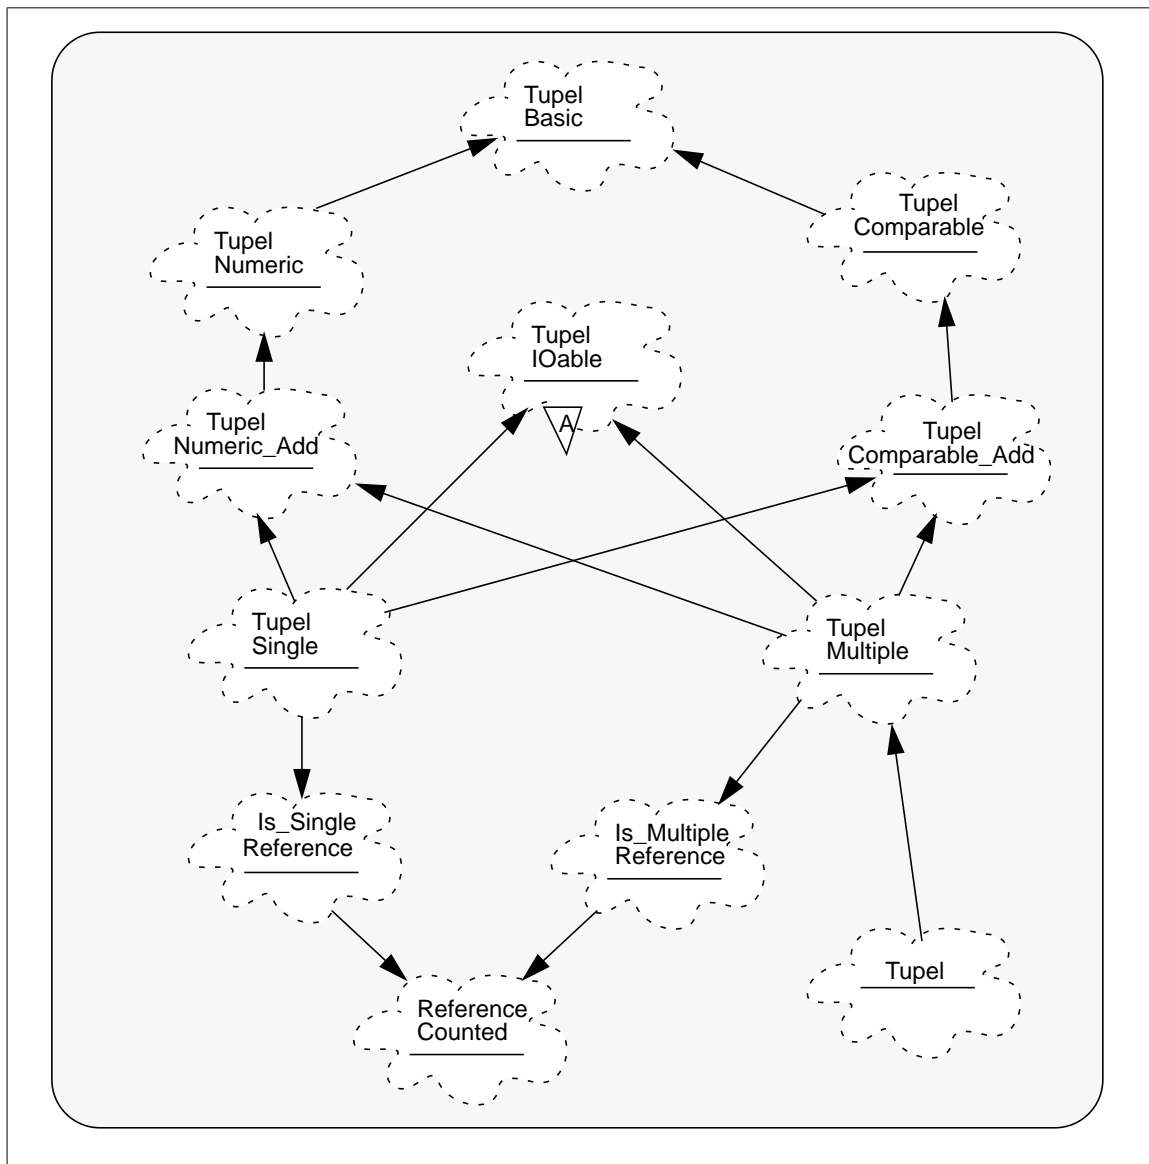 Tupel
Basic
Tupel
Comparable
Tupel
Numeric
Tupel
IOable
A
Tupel
Numeric_Add
Tupel
Comparable_Add
Tupel
Single
Tupel
Multiple
Is_Single
Reference
Is_Multiple
Reference
Tupel
Reference
Counted